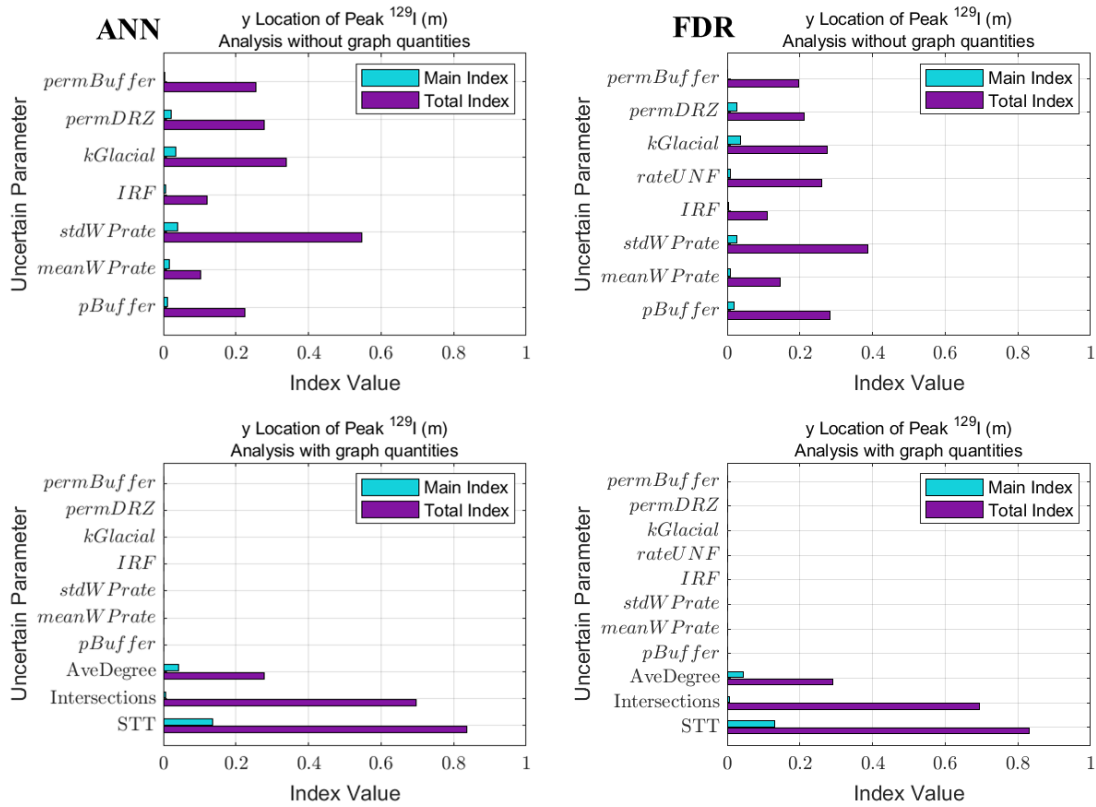 ANN
y Location of Peak ¹²⁹I (m)
Analysis without graph quantities
Main Index
Total Index
Uncertain Parameter
permBuffer
permDRZ
kGlacial
IRF
stdWPrate
meanWPrate
pBuffer
0 0.2 0.4 0.6 0.8 1
Index Value
FDR
y Location of Peak ¹²⁹I (m)
Analysis without graph quantities
Main Index
Total Index
Uncertain Parameter
permBuffer
permDRZ
kGlacial
rateUNF
IRF
stdWPrate
meanWPrate
pBuffer
0 0.2 0.4 0.6 0.8 1
Index Value
y Location of Peak ¹²⁹I (m)
Analysis with graph quantities
Main Index
Total Index
Uncertain Parameter
permBuffer
permDRZ
kGlacial
IRF
stdWPrate
meanWPrate
pBuffer
AveDegree
Intersections
STT
0 0.2 0.4 0.6 0.8 1
Index Value
y Location of Peak ¹²⁹I (m)
Analysis with graph quantities
Main Index
Total Index
Uncertain Parameter
permBuffer
permDRZ
kGlacial
rateUNF
IRF
stdWPrate
meanWPrate
pBuffer
AveDegree
Intersections
STT
0 0.2 0.4 0.6 0.8 1
Index Value